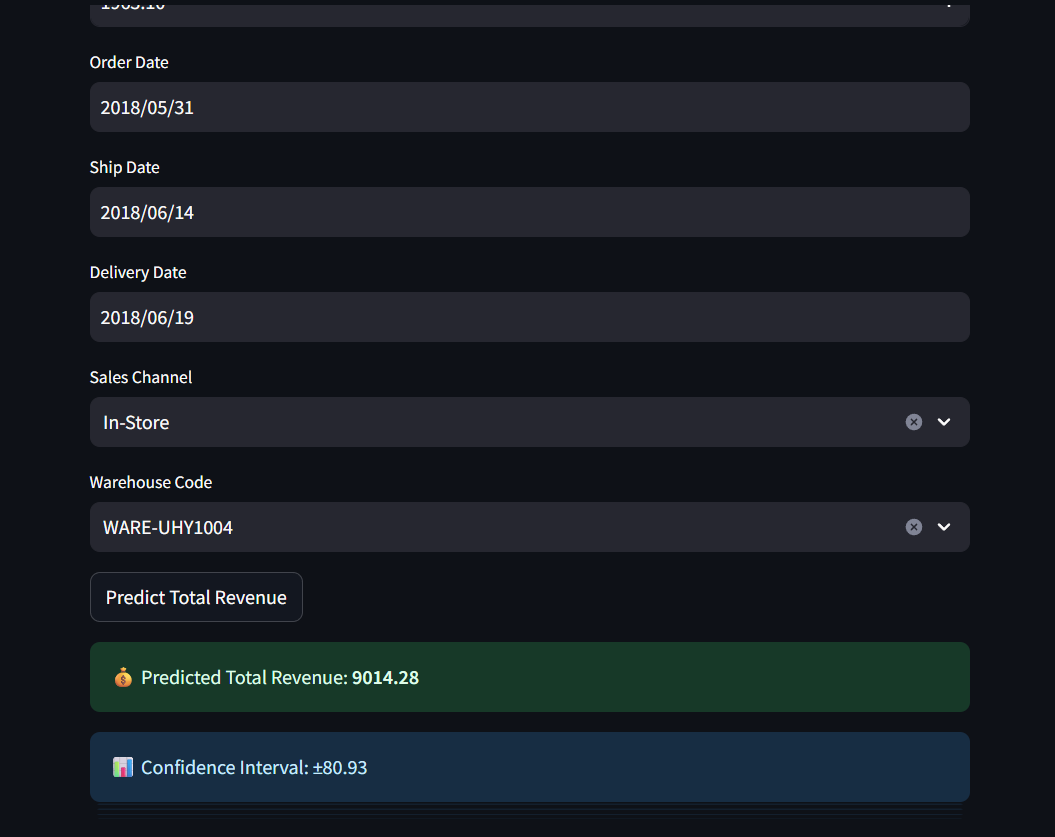 Order Date
2018/05/31
Ship Date
2018/06/14
Delivery Date
2018/06/19
Sales Channel
In-Store
Warehouse Code
WARE-UHY1004
Predict Total Revenue
Predicted Total Revenue: 9014.28
Confidence Interval: ±80.93